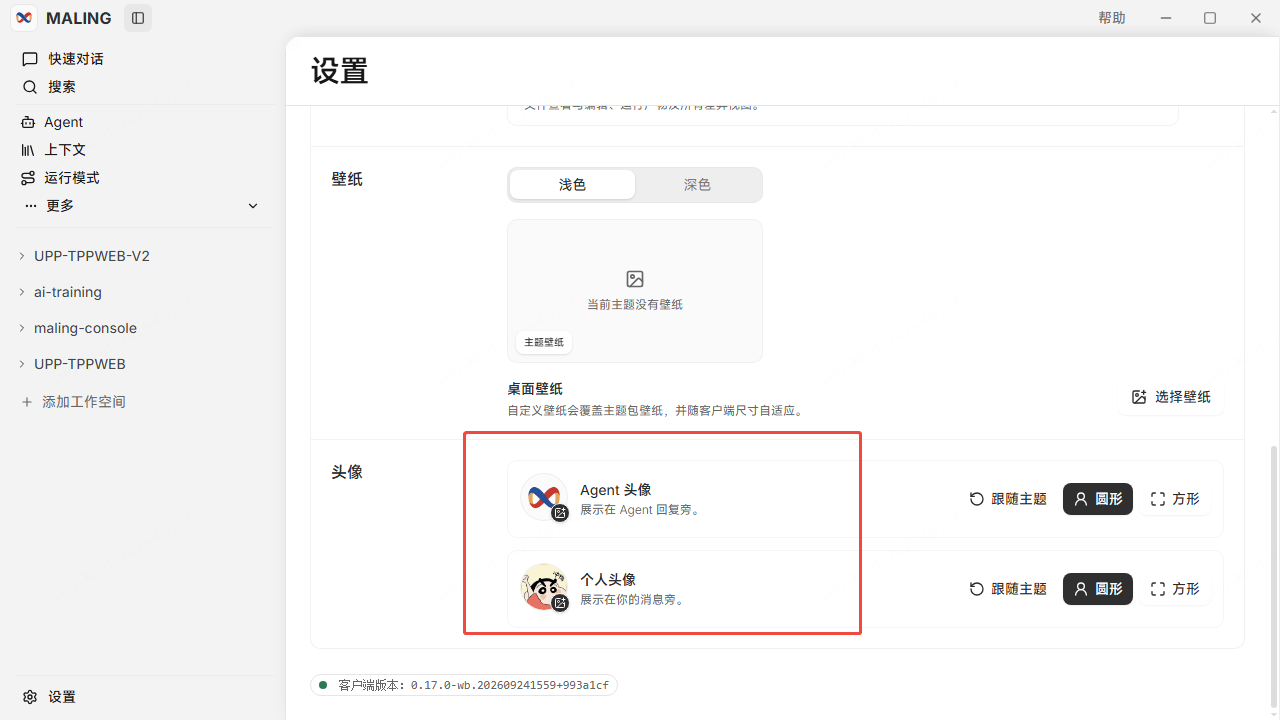 MALING
帮助
快速对话
搜索
Agent
上下文
运行模式
更多
UPP-TPPWEB-V2
ai-training
maling-console
UPP-TPPWEB
添加工作空间
设置
设置
壁纸
浅色
深色
当前主题没有壁纸
主题壁纸
桌面壁纸
自定义壁纸会覆盖主题包壁纸，并随客户端尺寸自适应。
选择壁纸
头像
Agent 头像
展示在 Agent 回复旁。
跟随主题
圆形
方形
个人头像
展示在你的消息旁。
跟随主题
圆形
方形
客户端版本：0.17.0-wb.202609241559+993a1cf